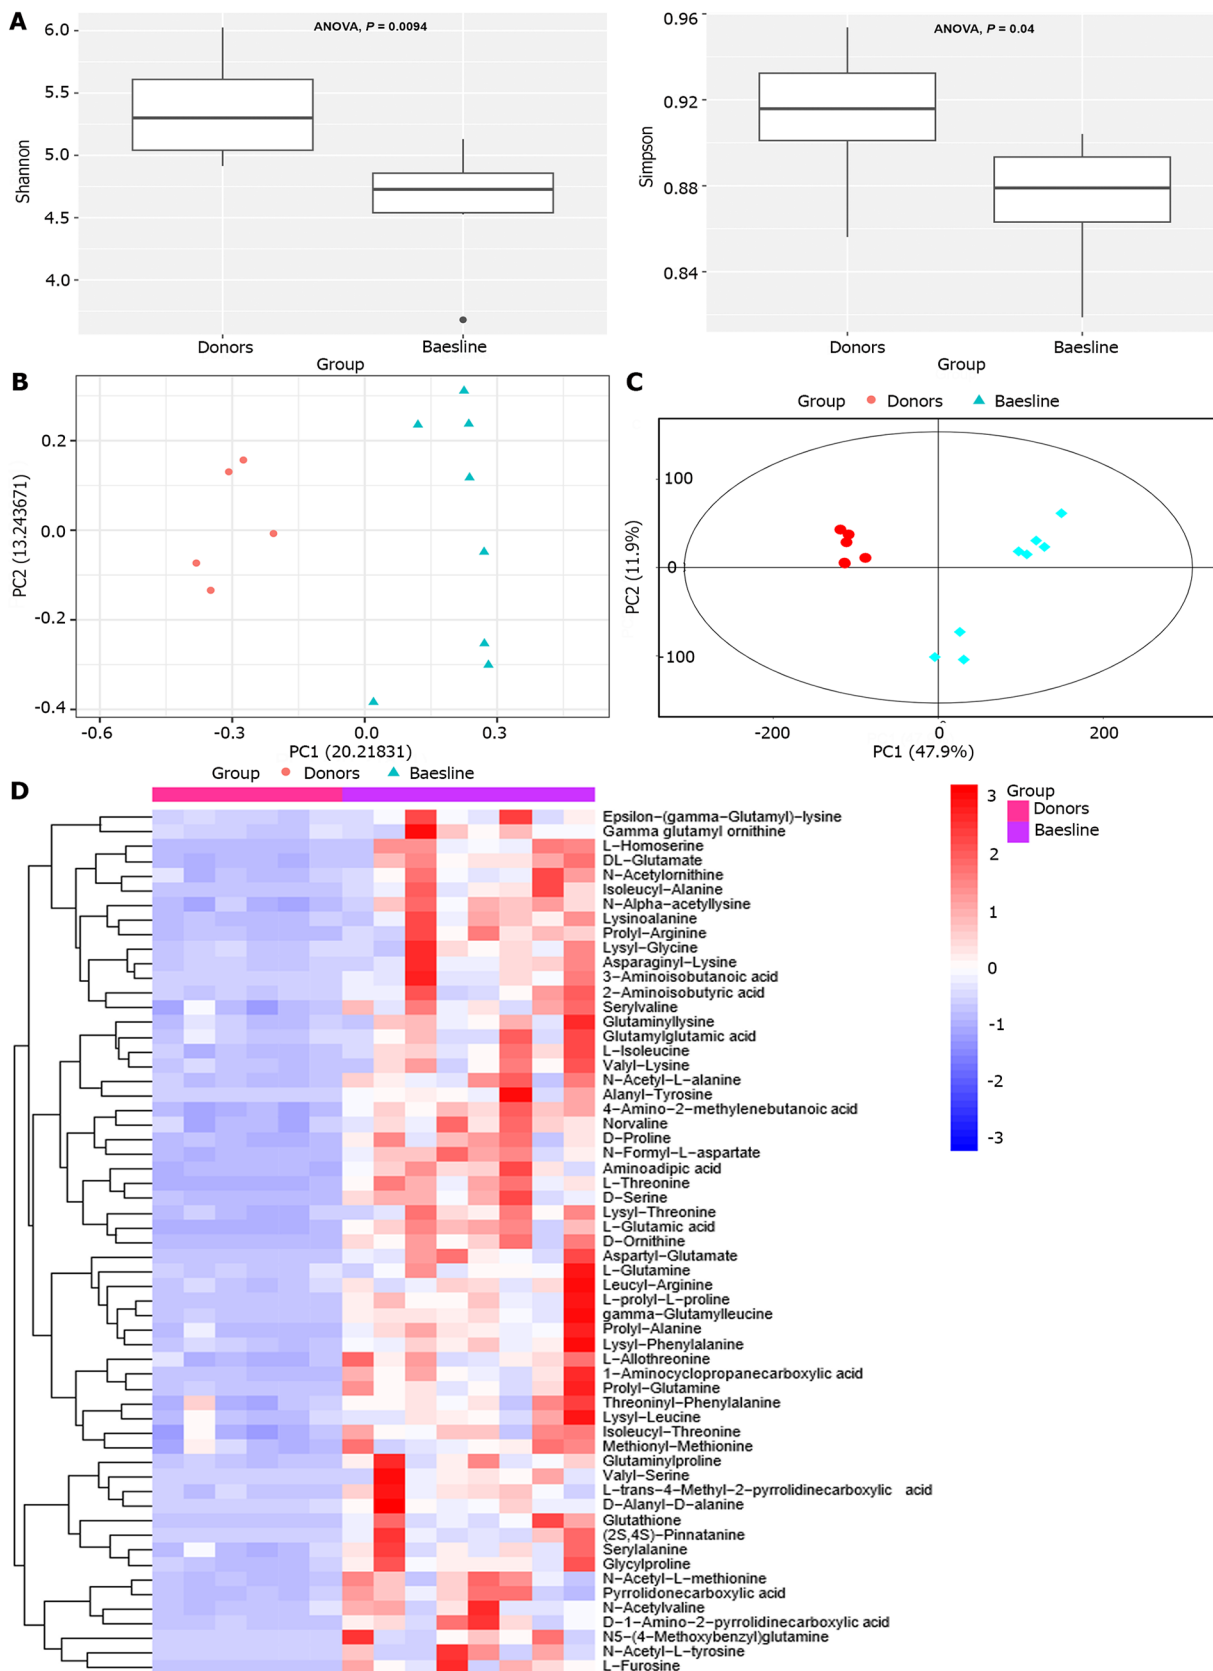 A
ANOVA, P = 0.0094
6.0
5.5
5.0
4.5
4.0
Shannon
Donors
Baesline
Group
ANOVA, P = 0.04
0.96
0.92
0.88
0.84
Simpson
Donors
Baesline
Group
B
0.2
0.0
-0.2
-0.4
PC2 (13.243671)
-0.6
-0.3
0.0
0.3
PC1 (20.21831)
Group
Donors
Baesline
C
Group
Donors
Baesline
100
0
-100
PC2 (11.9%)
-200
0
200
PC1 (47.9%)
D
Epsilon-(gamma-Glutamyl)-lysine
Gamma glutamyl ornithine
L-Homoserine
DL-Glutamate
N-Acetylornithine
Isoleucyl-Alanine
N-Alpha-acetyllysine
Lysinoalanine
Prolyl-Arginine
Lysyl-Glycine
Asparaginyl-Lysine
3-Aminoisobutanoic acid
2-Aminoisobutyric acid
Serylvaline
Glutaminyllysine
Glutamylglutamic acid
L-Isoleucine
Valyl-Lysine
N-Acetyl-L-alanine
Alanyl-Tyrosine
4-Amino-2-methylenebutanoic acid
Norvaline
D-Proline
N-Formyl-L-aspartate
Aminoadipic acid
L-Threonine
D-Serine
Lysyl-Threonine
L-Glutamic acid
D-Ornithine
Aspartyl-Glutamate
L-Glutamine
Leucyl-Arginine
L-prolyl-L-proline
gamma-Glutamylleucine
Prolyl-Alanine
Lysyl-Phenylalanine
L-Allothreonine
1-Aminocyclopropanecarboxylic acid
Prolyl-Glutamine
Threoninyl-Phenylalanine
Lysyl-Leucine
Isoleucyl-Threonine
Methionyl-Methionine
Glutaminylproline
Valyl-Serine
L-trans-4-Methyl-2-pyrrolidinecarboxylic acid
D-Alanyl-D-alanine
Glutathione
(2S,4S)-Pinnatanine
Serylalanine
Glycylproline
N-Acetyl-L-methionine
Pyrrolidonecarboxylic acid
N-Acetylvaline
D-1-Amino-2-pyrrolidinecarboxylic acid
N5-(4-Methoxybenzyl)glutamine
N-Acetyl-L-tyrosine
L-Furosine
3
2
1
0
-1
-2
-3
Group
Donors
Baesline